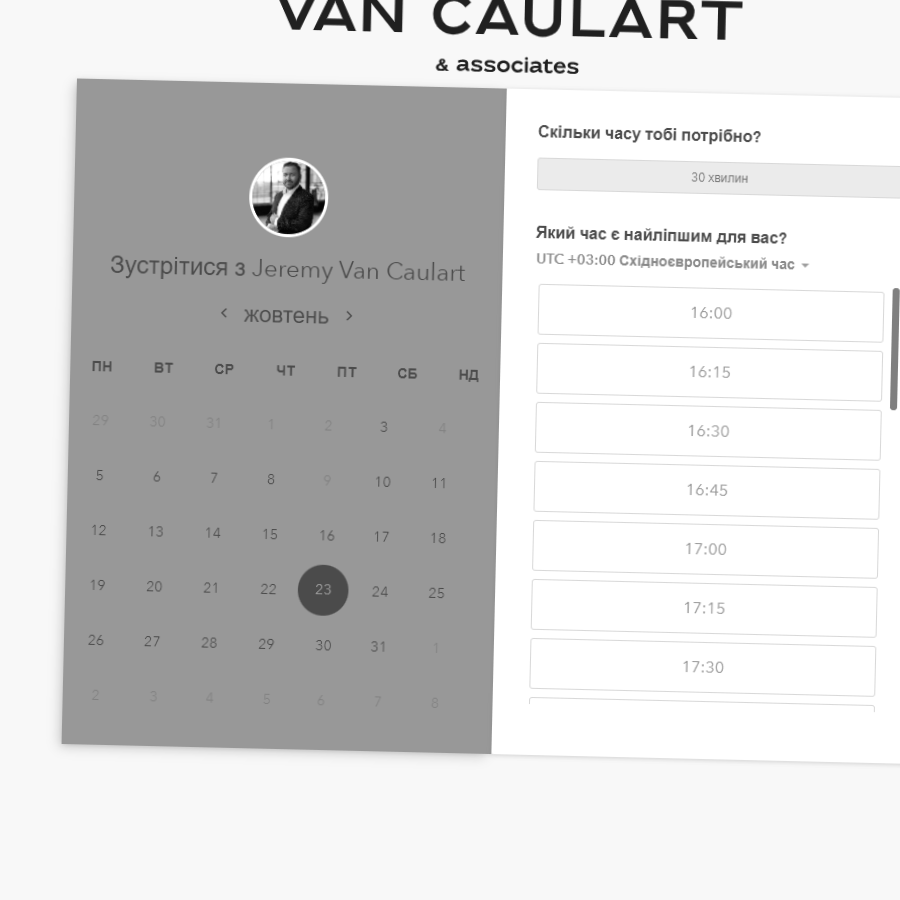 VAN CAULART
& associates
Зустрітися з Jeremy Van Caulart
‹ жовтень ›
ПН ВТ СР ЧТ ПТ СБ НД
29 30 31 1 2 3 4
5 6 7 8 9 10 11
12 13 14 15 16 17 18
19 20 21 22 23 24 25
26 27 28 29 30 31 1
2 3 4 5 6 7 8
Скільки часу тобі потрібно?
30 хвилин
Який час є найліпшим для вас?
UTC +03:00 Східноєвропейський час
16:00
16:15
16:30
16:45
17:00
17:15
17:30